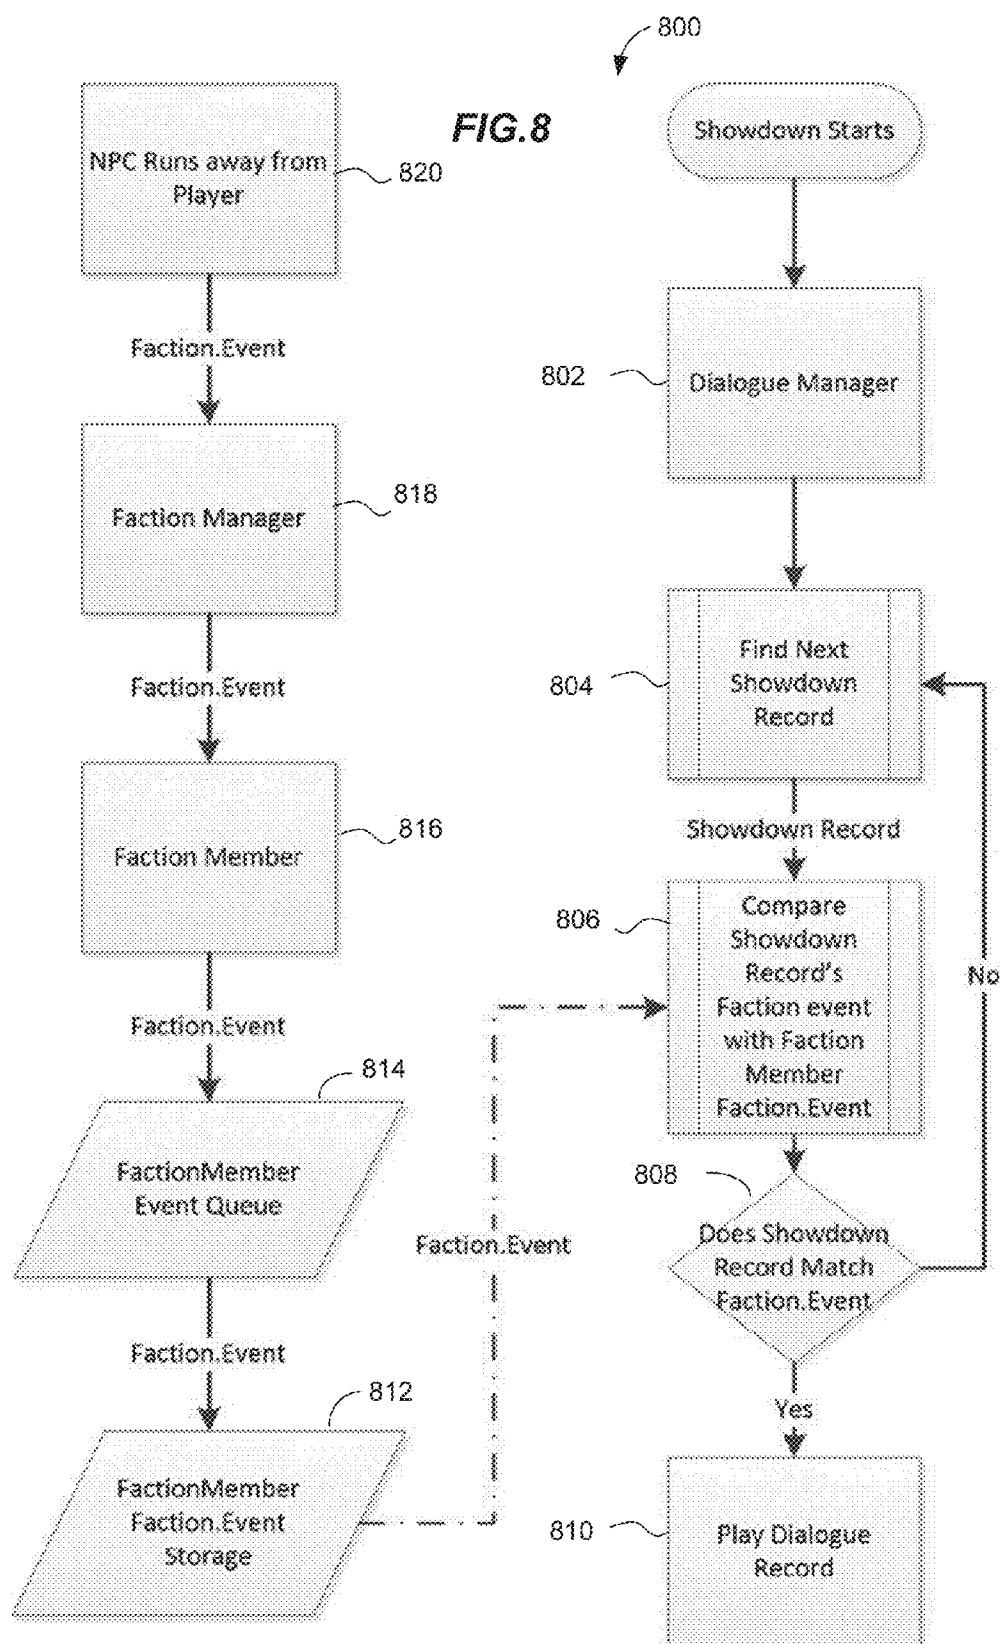 800
FIG.8
NPC Runs away from
Player
820
Faction.Event
Faction Manager
818
Faction.Event
Faction Member
816
Faction.Event
814
FactionMember
Event Queue
Faction.Event
812
FactionMember
Faction.Event
Storage
Faction.Event
Showdown Starts
802
Dialogue Manager
804
Find Next
Showdown
Record
Showdown Record
806
Compare
Showdown
Record's
Faction event
with Faction
Member
Faction.Event
No
808
Does Showdown
Record Match
Faction.Event
Yes
810
Play Dialogue
Record